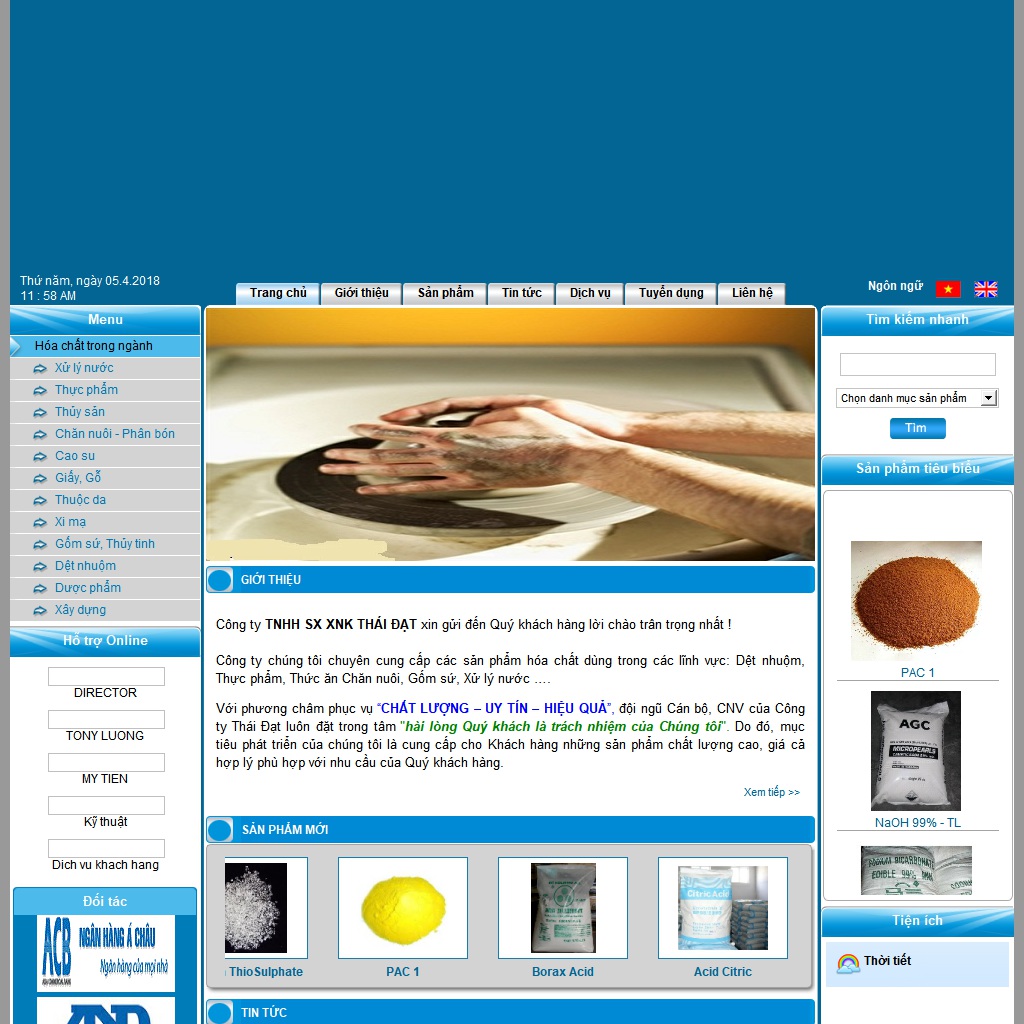 Thứ năm, ngày 05.4.2018
11 : 58 AM
Trang chủ
Giới thiệu
Sản phẩm
Tin tức
Dịch vụ
Tuyển dụng
Liên hệ
Ngôn ngữ
Menu
Hóa chất trong ngành
Xử lý nước
Thực phẩm
Thủy sản
Chăn nuôi - Phân bón
Cao su
Giấy, Gỗ
Thuộc da
Xi mạ
Gốm sứ, Thủy tinh
Dệt nhuộm
Dược phẩm
Xây dựng
Hỗ trợ Online
DIRECTOR
TONY LUONG
MY TIEN
Kỹ thuật
Dich vu khach hang
Đối tác
ACB
NGÂN HÀNG Á CHÂU
Ngân hàng của mọi nhà
GIỚI THIỆU
Công ty TNHH SX XNK THÁI ĐẠT xin gửi đến Quý khách hàng lời chào trân trọng nhất !
Công ty chúng tôi chuyên cung cấp các sản phẩm hóa chất dùng trong các lĩnh vực: Dệt nhuộm,
Thực phẩm, Thức ăn Chăn nuôi, Gốm sứ, Xử lý nước ….
Với phương châm phục vụ “CHẤT LƯỢNG – UY TÍN – HIỆU QUẢ”, đội ngũ Cán bộ, CNV của Công
ty Thái Đạt luôn đặt trong tâm "hài lòng Quý khách là trách nhiệm của Chúng tôi". Do đó, mục
tiêu phát triển của chúng tôi là cung cấp cho Khách hàng những sản phẩm chất lượng cao, giá cả
hợp lý phù hợp với nhu cầu của Quý khách hàng.
Xem tiếp >>
SẢN PHẨM MỚI
ThioSulphate
PAC 1
Borax Acid
Citric Acid
Acid Citric
TIN TỨC
Tìm kiếm nhanh
Chọn danh mục sản phẩm
Tìm
Sản phẩm tiêu biểu
PAC 1
AGC
MICROPEARLS
NaOH 99% - TL
SODIUM BICARBONATE
EDIBLE 99%
Tiện ích
Thời tiết